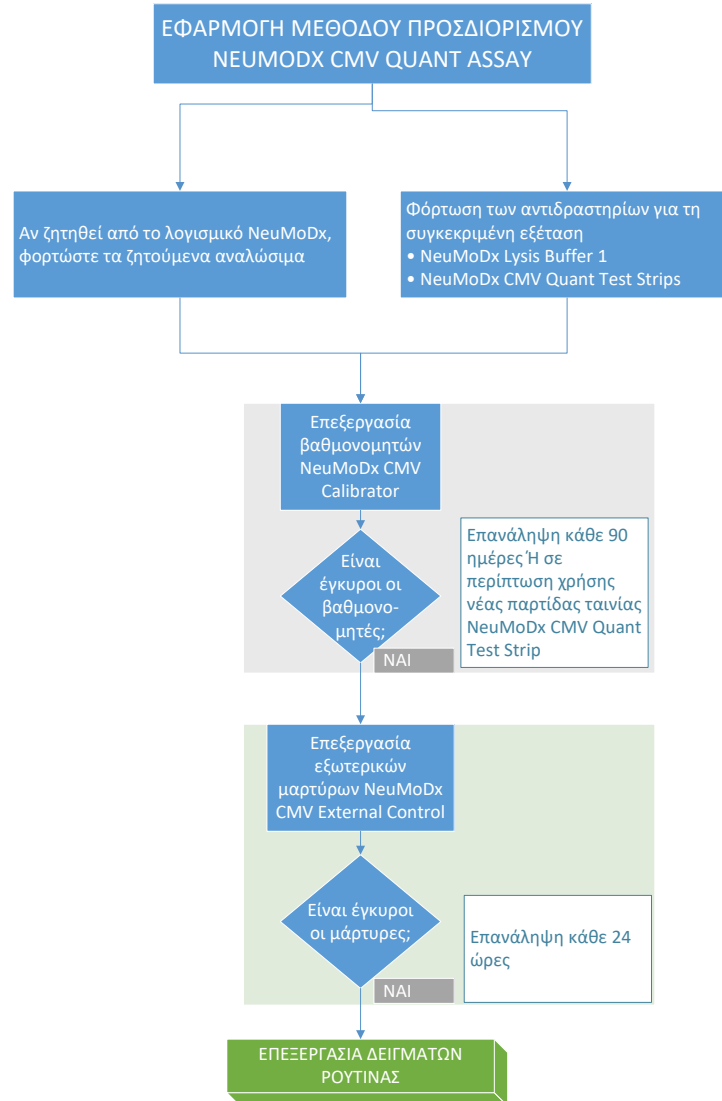 ΕΦΑΡΜΟΓΗ ΜΕΘΟΔΟΥ ΠΡΟΣΔΙΟΡΙΣΜΟΥ
NEUMODX CMV QUANT ASSAY
Αν ζητηθεί από το λογισμικό NeuMoDx,
φορτώστε τα ζητούμενα αναλώσιμα
Φόρτωση των αντιδραστηρίων για τη
συγκεκριμένη εξέταση
• NeuMoDx Lysis Buffer 1
• NeuMoDx CMV Quant Test Strips
Επεξεργασία
βαθμονομητών
NeuMoDx CMV
Calibrator
Είναι
έγκυροι οι
βαθμονο-
μητές;
ΝΑΙ
Επανάληψη κάθε 90
ημέρες Ή σε
περίπτωση χρήσης
νέας παρτίδας ταινίας
NeuMoDx CMV Quant
Test Strip
Επεξεργασία
εξωτερικών
μαρτύρων NeuMoDx
CMV External Control
Είναι έγκυροι
οι μάρτυρες;
ΝΑΙ
Επανάληψη κάθε 24
ώρες
ΕΠΕΞΕΡΓΑΣΙΑ ΔΕΙΓΜΑΤΩΝ
ΡΟΥΤΙΝΑΣ